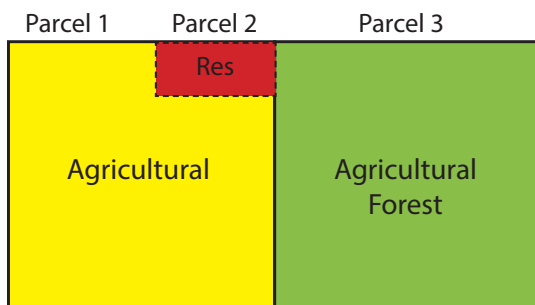 Parcel 1
Parcel 2
Parcel 3
Res
Agricultural
Agricultural
Forest